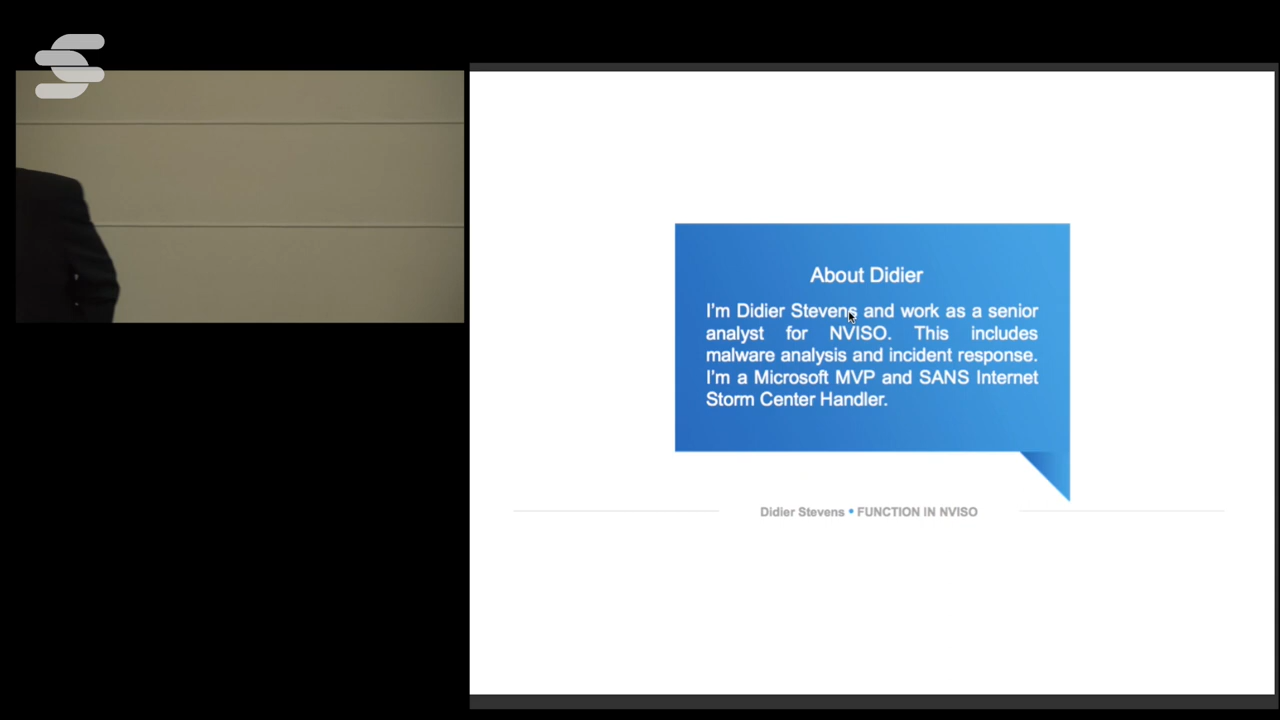 About Didier
I'm Didier Stevens and work as a senior
analyst for NVISO. This includes
malware analysis and incident response.
I'm a Microsoft MVP and SANS Internet
Storm Center Handler.
Didier Stevens • FUNCTION IN NVISO